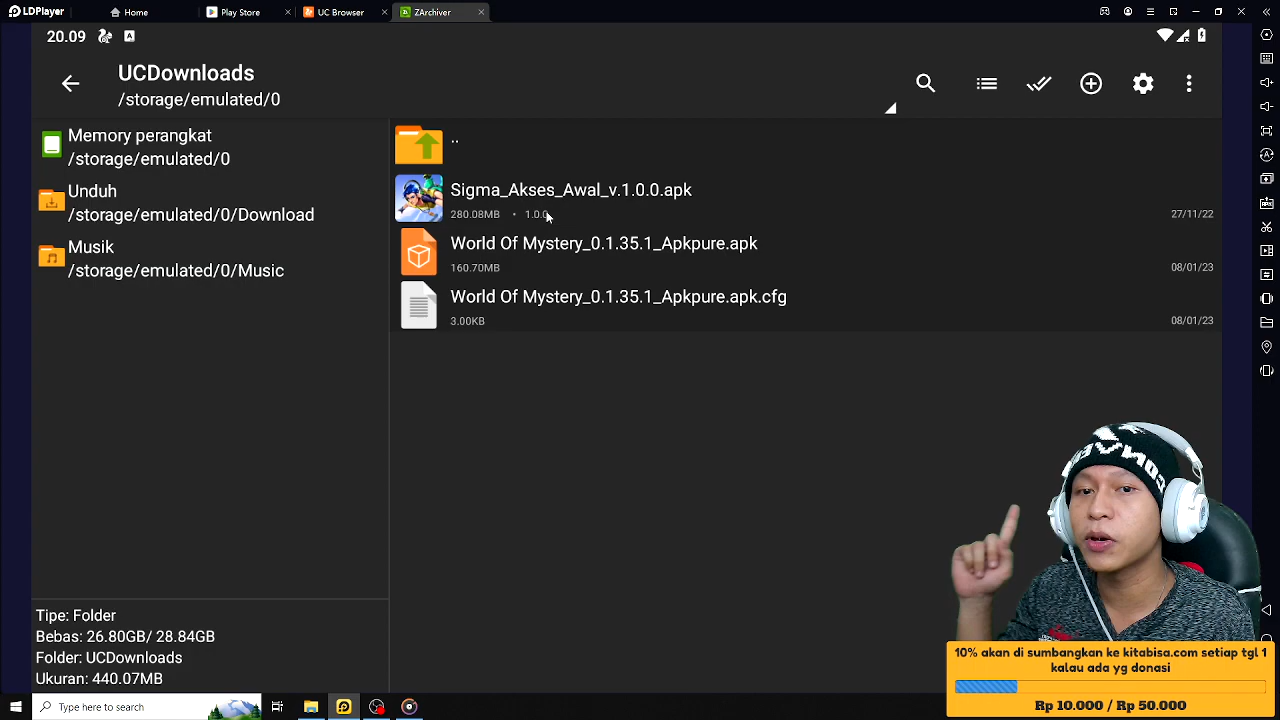 LDPlayer
Home
Play Store
UC Browser
ZArchiver
20.09
A
UCDownloads
/storage/emulated/0
Memory perangkat
/storage/emulated/0
Unduh
/storage/emulated/0/Download
Musik
/storage/emulated/0/Music
..
Sigma_Akses_Awal_v.1.0.0.apk
280.08MB • 1.0.0
27/11/22
World Of Mystery_0.1.35.1_Apkpure.apk
160.70MB
08/01/23
World Of Mystery_0.1.35.1_Apkpure.apk.cfg
3.00KB
08/01/23
Tipe: Folder
Bebas: 26.80GB/ 28.84GB
Folder: UCDownloads
Ukuran: 440.07MB
10% akan di sumbangkan ke kitabisa.com setiap tgl 1
kalau ada yg donasi
Rp 10.000 / Rp 50.000
Type here to search